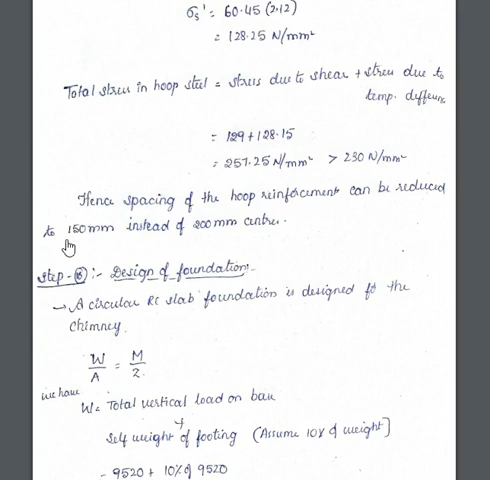 σs' = 60.45 (2.12)
= 128.25 N/mm²
Total stress in hoop steel = stress due to shear + stress due to
temp. differenc
= 129 + 128.15
= 257.25 N/mm² > 230 N/mm²
Hence spacing of the hoop reinforcement can be reduced
to 150mm instead of 200mm centre.
Step-⑧:- Design of foundation:-
→ A circular RC slab foundation is designed for the
chimney.
W/A = M/Z
we have
W = Total vertical load on base
+
Self weight of footing (Assume 10% of weight)
= 9520 + 10% of 9520